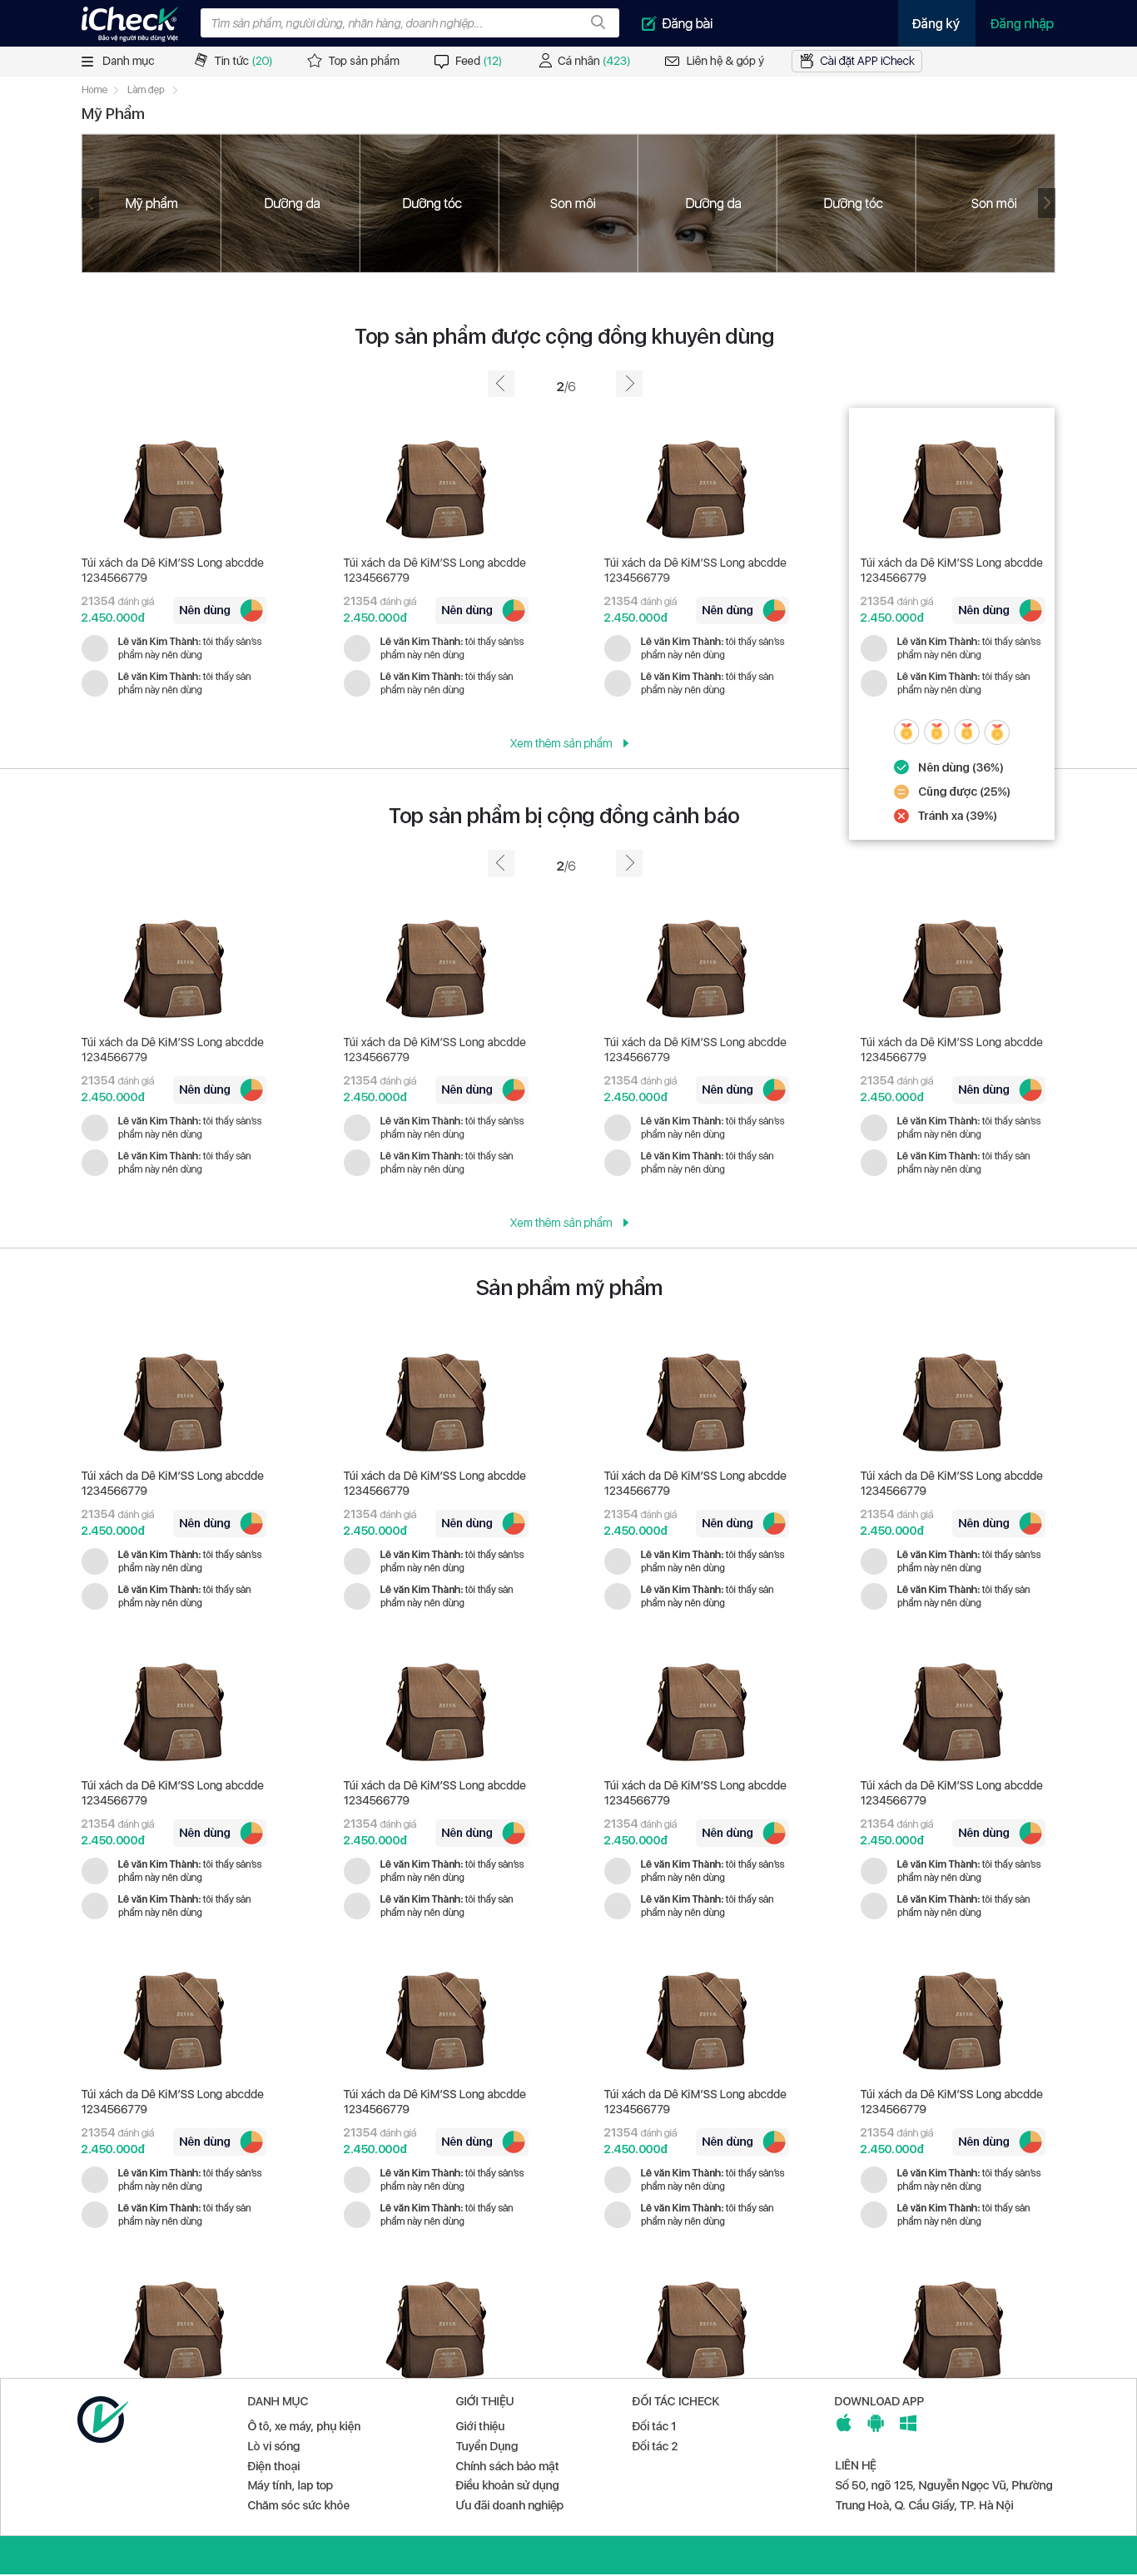 iCheck
Bảo vệ người tiêu dùng Việt
Tìm sản phẩm, người dùng, nhãn hàng, doanh nghiệp...
Đăng bài
Đăng ký
Đăng nhập
Danh mục
Tin tức (20)
Top sản phẩm
Feed (12)
Cá nhân (423)
Liên hệ & góp ý
Cài đặt APP iCheck
Home
Làm đẹp
Mỹ Phẩm
Mỹ phẩm
Dưỡng da
Dưỡng tóc
Son môi
Dưỡng da
Dưỡng tóc
Son môi
Top sản phẩm được cộng đồng khuyên dùng
2/6
Túi xách da Dê KiM'SS Long abcdde Túi xách da Dê KiM'SS Long abcdde Túi xách da Dê KiM'SS Long abcdde Túi xách da Dê KiM'SS Long abcdde
1234566779 1234566779 1234566779 1234566779
21354 đánh giá Nên dùng 21354 đánh giá Nên dùng 21354 đánh giá Nên dùng 21354 đánh giá Nên dùng
2.450.000đ 2.450.000đ 2.450.000đ 2.450.000đ
Lê văn Kim Thành: tôi thấy sản'ss Lê văn Kim Thành: tôi thấy sản'ss Lê văn Kim Thành: tôi thấy sản'ss Lê văn Kim Thành: tôi thấy sản'ss
phẩm này nên dùng phẩm này nên dùng phẩm này nên dùng phẩm này nên dùng
Lê văn Kim Thành: tôi thấy sản Lê văn Kim Thành: tôi thấy sản Lê văn Kim Thành: tôi thấy sản Lê văn Kim Thành: tôi thấy sản
phẩm này nên dùng phẩm này nên dùng phẩm này nên dùng phẩm này nên dùng
Xem thêm sản phẩm
Nên dùng (36%)
Cũng được (25%)
Tránh xa (39%)
Top sản phẩm bị cộng đồng cảnh báo
2/6
Túi xách da Dê KiM'SS Long abcdde Túi xách da Dê KiM'SS Long abcdde Túi xách da Dê KiM'SS Long abcdde Túi xách da Dê KiM'SS Long abcdde
1234566779 1234566779 1234566779 1234566779
21354 đánh giá Nên dùng 21354 đánh giá Nên dùng 21354 đánh giá Nên dùng 21354 đánh giá Nên dùng
2.450.000đ 2.450.000đ 2.450.000đ 2.450.000đ
Lê văn Kim Thành: tôi thấy sản'ss Lê văn Kim Thành: tôi thấy sản'ss Lê văn Kim Thành: tôi thấy sản'ss Lê văn Kim Thành: tôi thấy sản'ss
phẩm này nên dùng phẩm này nên dùng phẩm này nên dùng phẩm này nên dùng
Lê văn Kim Thành: tôi thấy sản Lê văn Kim Thành: tôi thấy sản Lê văn Kim Thành: tôi thấy sản Lê văn Kim Thành: tôi thấy sản
phẩm này nên dùng phẩm này nên dùng phẩm này nên dùng phẩm này nên dùng
Xem thêm sản phẩm
Sản phẩm mỹ phẩm
Túi xách da Dê KiM'SS Long abcdde Túi xách da Dê KiM'SS Long abcdde Túi xách da Dê KiM'SS Long abcdde Túi xách da Dê KiM'SS Long abcdde
1234566779 1234566779 1234566779 1234566779
21354 đánh giá Nên dùng 21354 đánh giá Nên dùng 21354 đánh giá Nên dùng 21354 đánh giá Nên dùng
2.450.000đ 2.450.000đ 2.450.000đ 2.450.000đ
Lê văn Kim Thành: tôi thấy sản'ss Lê văn Kim Thành: tôi thấy sản'ss Lê văn Kim Thành: tôi thấy sản'ss Lê văn Kim Thành: tôi thấy sản'ss
phẩm này nên dùng phẩm này nên dùng phẩm này nên dùng phẩm này nên dùng
Lê văn Kim Thành: tôi thấy sản Lê văn Kim Thành: tôi thấy sản Lê văn Kim Thành: tôi thấy sản Lê văn Kim Thành: tôi thấy sản
phẩm này nên dùng phẩm này nên dùng phẩm này nên dùng phẩm này nên dùng
Túi xách da Dê KiM'SS Long abcdde Túi xách da Dê KiM'SS Long abcdde Túi xách da Dê KiM'SS Long abcdde Túi xách da Dê KiM'SS Long abcdde
1234566779 1234566779 1234566779 1234566779
21354 đánh giá Nên dùng 21354 đánh giá Nên dùng 21354 đánh giá Nên dùng 21354 đánh giá Nên dùng
2.450.000đ 2.450.000đ 2.450.000đ 2.450.000đ
Lê văn Kim Thành: tôi thấy sản'ss Lê văn Kim Thành: tôi thấy sản'ss Lê văn Kim Thành: tôi thấy sản'ss Lê văn Kim Thành: tôi thấy sản'ss
phẩm này nên dùng phẩm này nên dùng phẩm này nên dùng phẩm này nên dùng
Lê văn Kim Thành: tôi thấy sản Lê văn Kim Thành: tôi thấy sản Lê văn Kim Thành: tôi thấy sản Lê văn Kim Thành: tôi thấy sản
phẩm này nên dùng phẩm này nên dùng phẩm này nên dùng phẩm này nên dùng
Túi xách da Dê KiM'SS Long abcdde Túi xách da Dê KiM'SS Long abcdde Túi xách da Dê KiM'SS Long abcdde Túi xách da Dê KiM'SS Long abcdde
1234566779 1234566779 1234566779 1234566779
21354 đánh giá Nên dùng 21354 đánh giá Nên dùng 21354 đánh giá Nên dùng 21354 đánh giá Nên dùng
2.450.000đ 2.450.000đ 2.450.000đ 2.450.000đ
Lê văn Kim Thành: tôi thấy sản'ss Lê văn Kim Thành: tôi thấy sản'ss Lê văn Kim Thành: tôi thấy sản'ss Lê văn Kim Thành: tôi thấy sản'ss
phẩm này nên dùng phẩm này nên dùng phẩm này nên dùng phẩm này nên dùng
Lê văn Kim Thành: tôi thấy sản Lê văn Kim Thành: tôi thấy sản Lê văn Kim Thành: tôi thấy sản Lê văn Kim Thành: tôi thấy sản
phẩm này nên dùng phẩm này nên dùng phẩm này nên dùng phẩm này nên dùng
DANH MỤC
Ô tô, xe máy, phụ kiện
Lò vi sóng
Điện thoại
Máy tính, lap top
Chăm sóc sức khỏe
GIỚI THIỆU
Giới thiệu
Tuyển Dụng
Chính sách bảo mật
Điều khoản sử dụng
Ưu đãi doanh nghiệp
ĐỐI TÁC ICHECK
Đối tác 1
Đối tác 2
DOWNLOAD APP
LIÊN HỆ
Số 50, ngõ 125, Nguyễn Ngọc Vũ, Phường
Trung Hoà, Q. Cầu Giấy, TP. Hà Nội